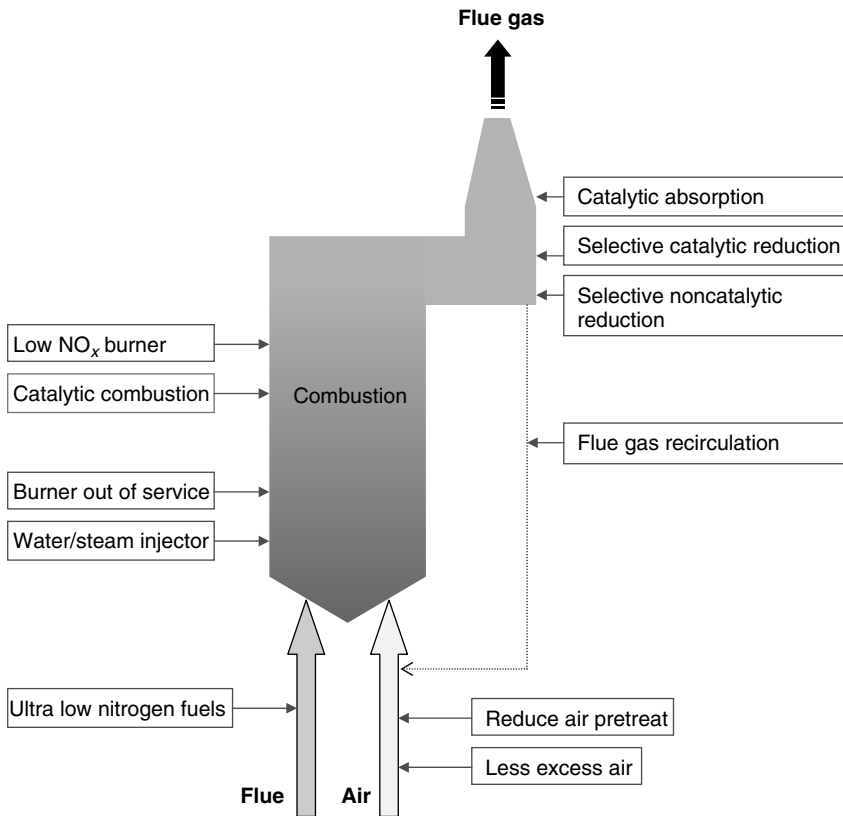 Flue gas
Catalytic absorption
Selective catalytic reduction
Selective noncatalytic
reduction
Low NOₓ burner
Catalytic combustion
Combustion
Flue gas recirculation
Burner out of service
Water/steam injector
Ultra low nitrogen fuels
Reduce air pretreat
Less excess air
Flue
Air